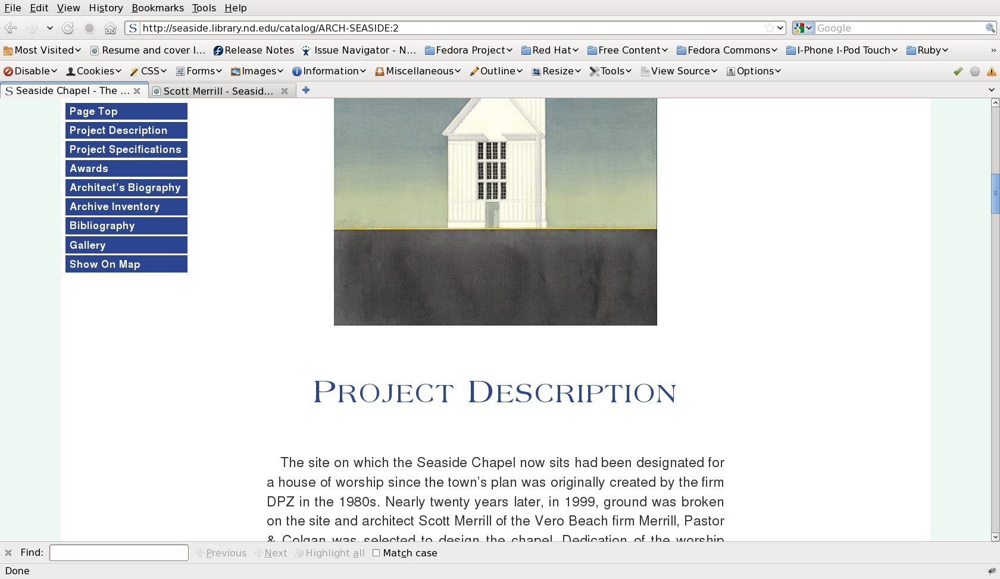 File Edit View History Bookmarks Tools Help
http://seaside.library.nd.edu/catalog/ARCH-SEASIDE:2 Google
Most Visited Resume and cover l... Release Notes Issue Navigator - N... Fedora Project Red Hat Free Content Fedora Commons I-Phone I-Pod Touch Ruby »
Disable Cookies CSS Forms Images Information Miscellaneous Outline Resize Tools View Source Options
Seaside Chapel - The ... Scott Merrill - Seasid...
Page Top
Project Description
Project Specifications
Awards
Architect's Biography
Archive Inventory
Bibliography
Gallery
Show On Map
Project Description
The site on which the Seaside Chapel now sits had been designated for
a house of worship since the town's plan was originally created by the firm
DPZ in the 1980s. Nearly twenty years later, in 1999, ground was broken
on the site and architect Scott Merrill of the Vero Beach firm Merrill, Pastor
& Colgan was selected to design the chapel. Dedication of the worship
Find: Previous Next Highlight all Match case
Done